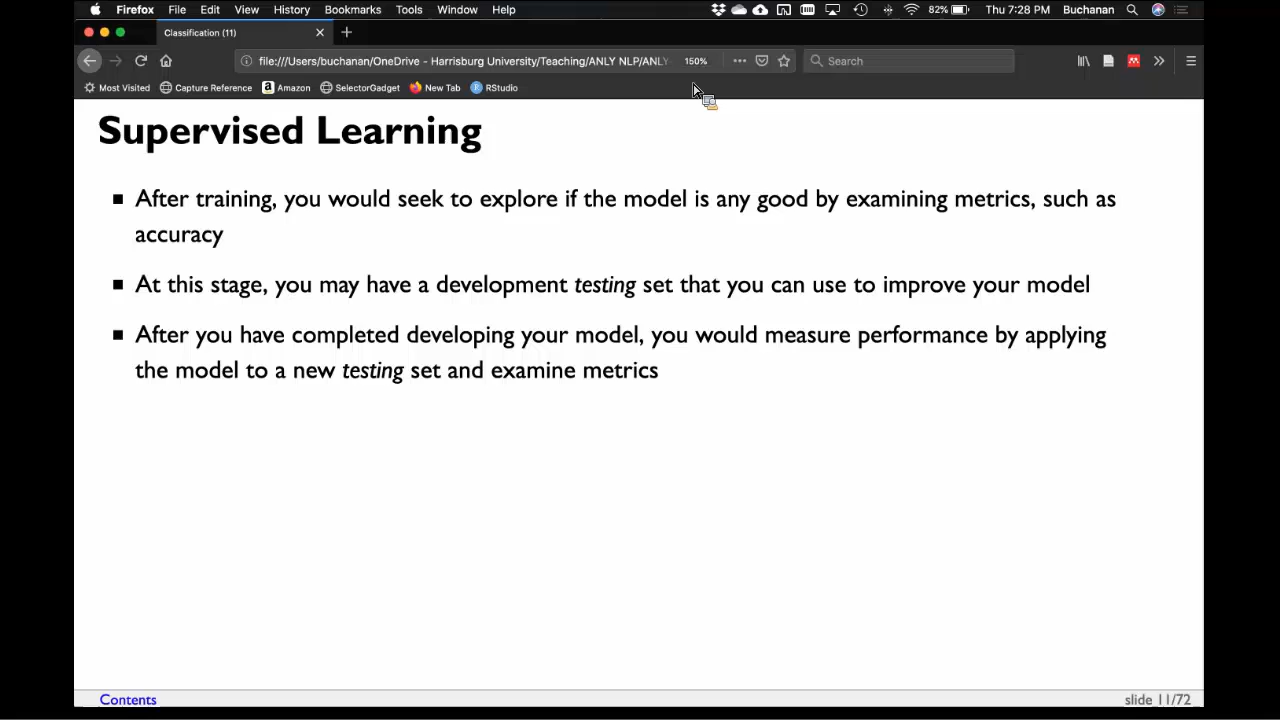 Firefox File Edit View History Bookmarks Tools Window Help 82% Thu 7:28 PM Buchanan
Classification (11)
file:///Users/buchanan/OneDrive - Harrisburg University/Teaching/ANLY NLP/ANLY 150% Search
Most Visited Capture Reference Amazon SelectorGadget New Tab RStudio
Supervised Learning
After training, you would seek to explore if the model is any good by examining metrics, such as
accuracy
At this stage, you may have a development testing set that you can use to improve your model
After you have completed developing your model, you would measure performance by applying
the model to a new testing set and examine metrics
Contents slide 11/72